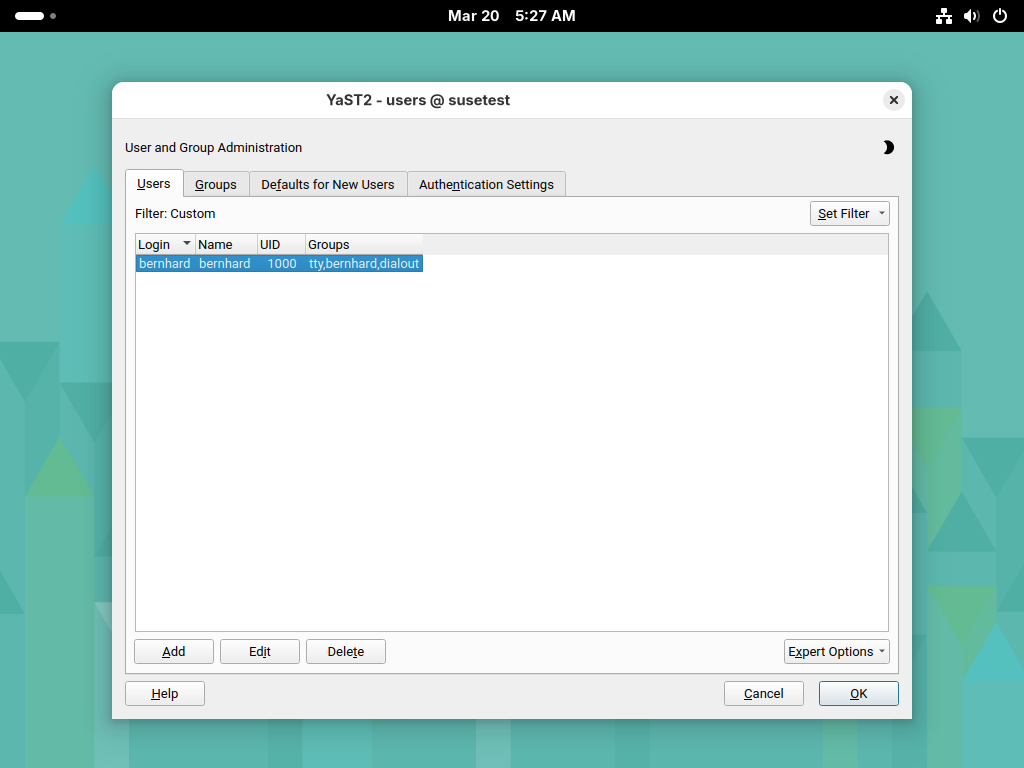 Mar 20 5:27 AM
YaST2 - users @ susetest
User and Group Administration
Users Groups Defaults for New Users Authentication Settings
Filter: Custom Set Filter
Login Name UID Groups
bernhard bernhard 1000 tty,bernhard,dialout
Add Edit Delete Expert Options
Help Cancel OK